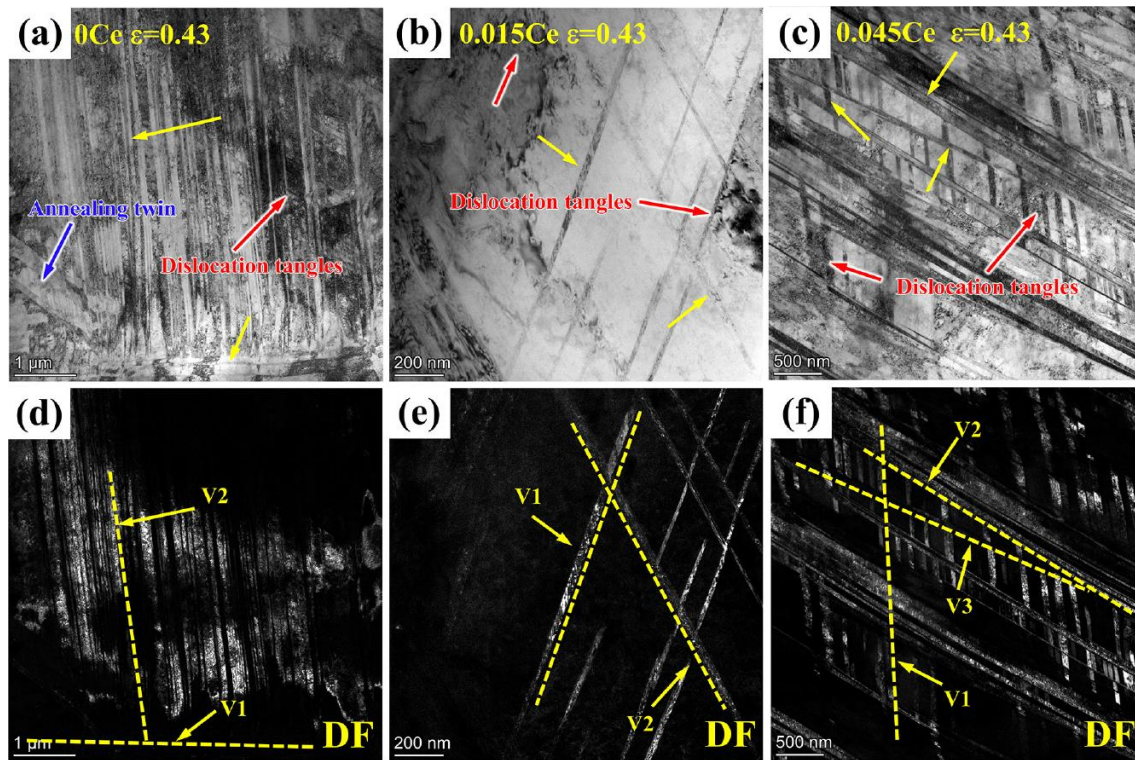 (a) 0Ce ε=0.43
Annealing twin
Dislocation tangles
1 μm
(b) 0.015Ce ε=0.43
Dislocation tangles
200 nm
(c) 0.045Ce ε=0.43
Dislocation tangles
500 nm
(d)
V2
V1
1 μm
DF
(e)
V1
V2
200 nm
DF
(f)
V2
V3
V1
500 nm
DF